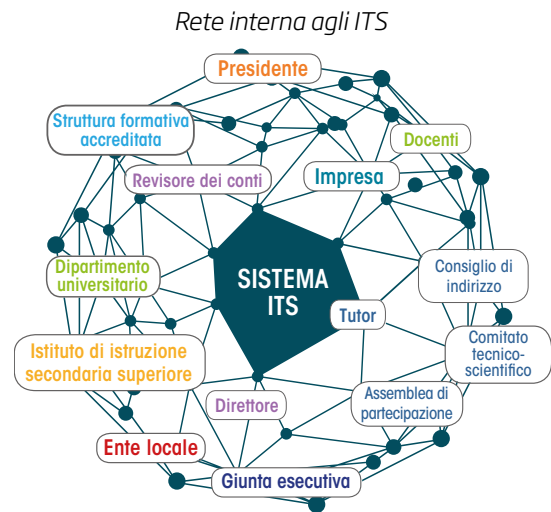 Rete interna agli ITS
Presidente
Struttura formativa
accreditata
Docenti
Revisore dei conti
Impresa
Dipartimento
universitario
SISTEMA
ITS
Consiglio di
indirizzo
Tutor
Istituto di istruzione
secondaria superiore
Comitato
tecnico-
scientifico
Direttore
Assemblea di
partecipazione
Ente locale
Giunta esecutiva